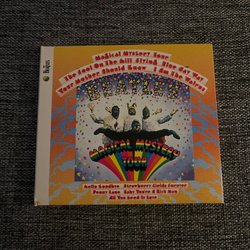 The Beatles
Magical Mystery Tour
The Fool On The Hill Flying Blue Jay Way
Your Mother Should Know I Am The Walrus
BEATLES
MAGICAL MYSTERY
TOUR
Hello Goodbye Strawberry Fields Forever
Penny Lane Baby You're A Rich Man
All You Need Is Love